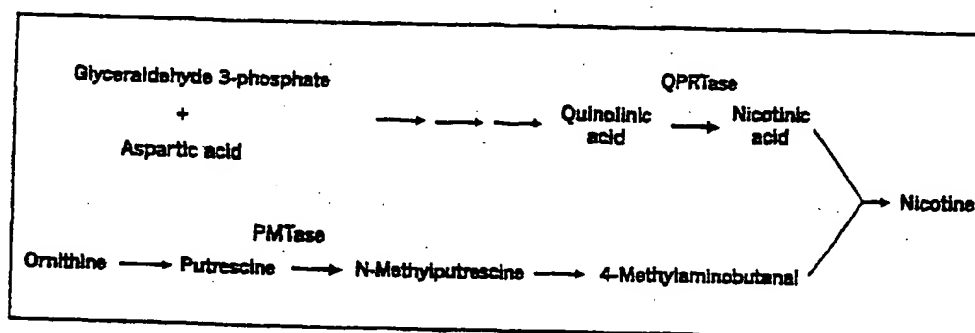 Glyceraldehyde 3-phosphate
+
Aspartic acid
Quinolinic
acid
QPRTase
Nicotinic
acid
Nicotine
PMTase
Ornithine
Putrescine
N-Methylputrescine
4-Methylaminobutanal